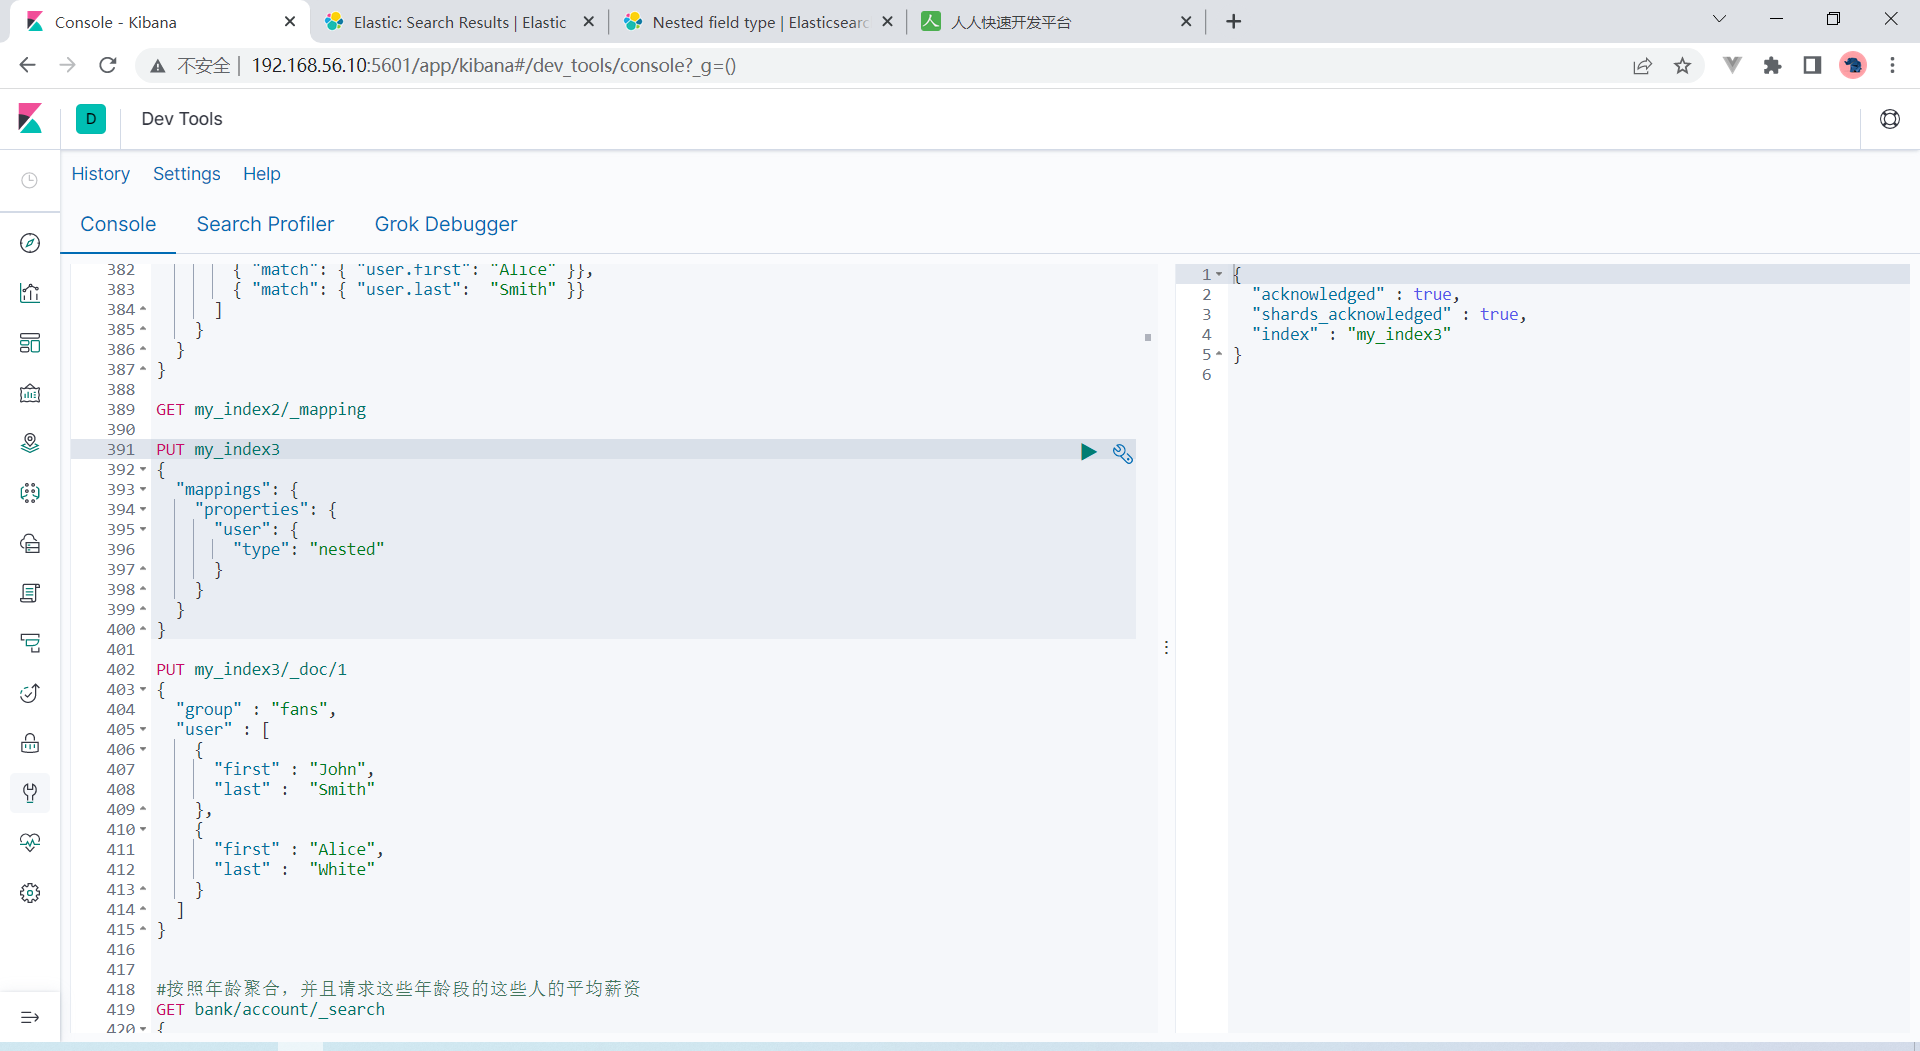 Console - Kibana
Elastic: Search Results | Elastic
Nested field type | Elasticsearc
人人快速开发平台
不安全 | 192.168.56.10:5601/app/kibana#/dev_tools/console?_g=()
D
Dev Tools
History Settings Help
Console Search Profiler Grok Debugger
382 { "match": { "user.first": "Alice" }},
383 { "match": { "user.last":  "Smith" }}
384 ]
385 }
386 }
387 }
388
389 GET my_index2/_mapping
390
391 PUT my_index3
392 {
393 "mappings": {
394 "properties": {
395 "user": {
396 "type": "nested"
397 }
398 }
399 }
400 }
401
402 PUT my_index3/_doc/1
403 {
404 "group" : "fans",
405 "user" : [
406 {
407 "first" : "John",
408 "last" :  "Smith"
409 },
410 {
411 "first" : "Alice",
412 "last" :  "White"
413 }
414 ]
415 }
416
417
418 #按照年龄聚合，并且请求这些年龄段的这些人的平均薪资
419 GET bank/account/_search
420 {
1 {
2 "acknowledged" : true,
3 "shards_acknowledged" : true,
4 "index" : "my_index3"
5 }
6